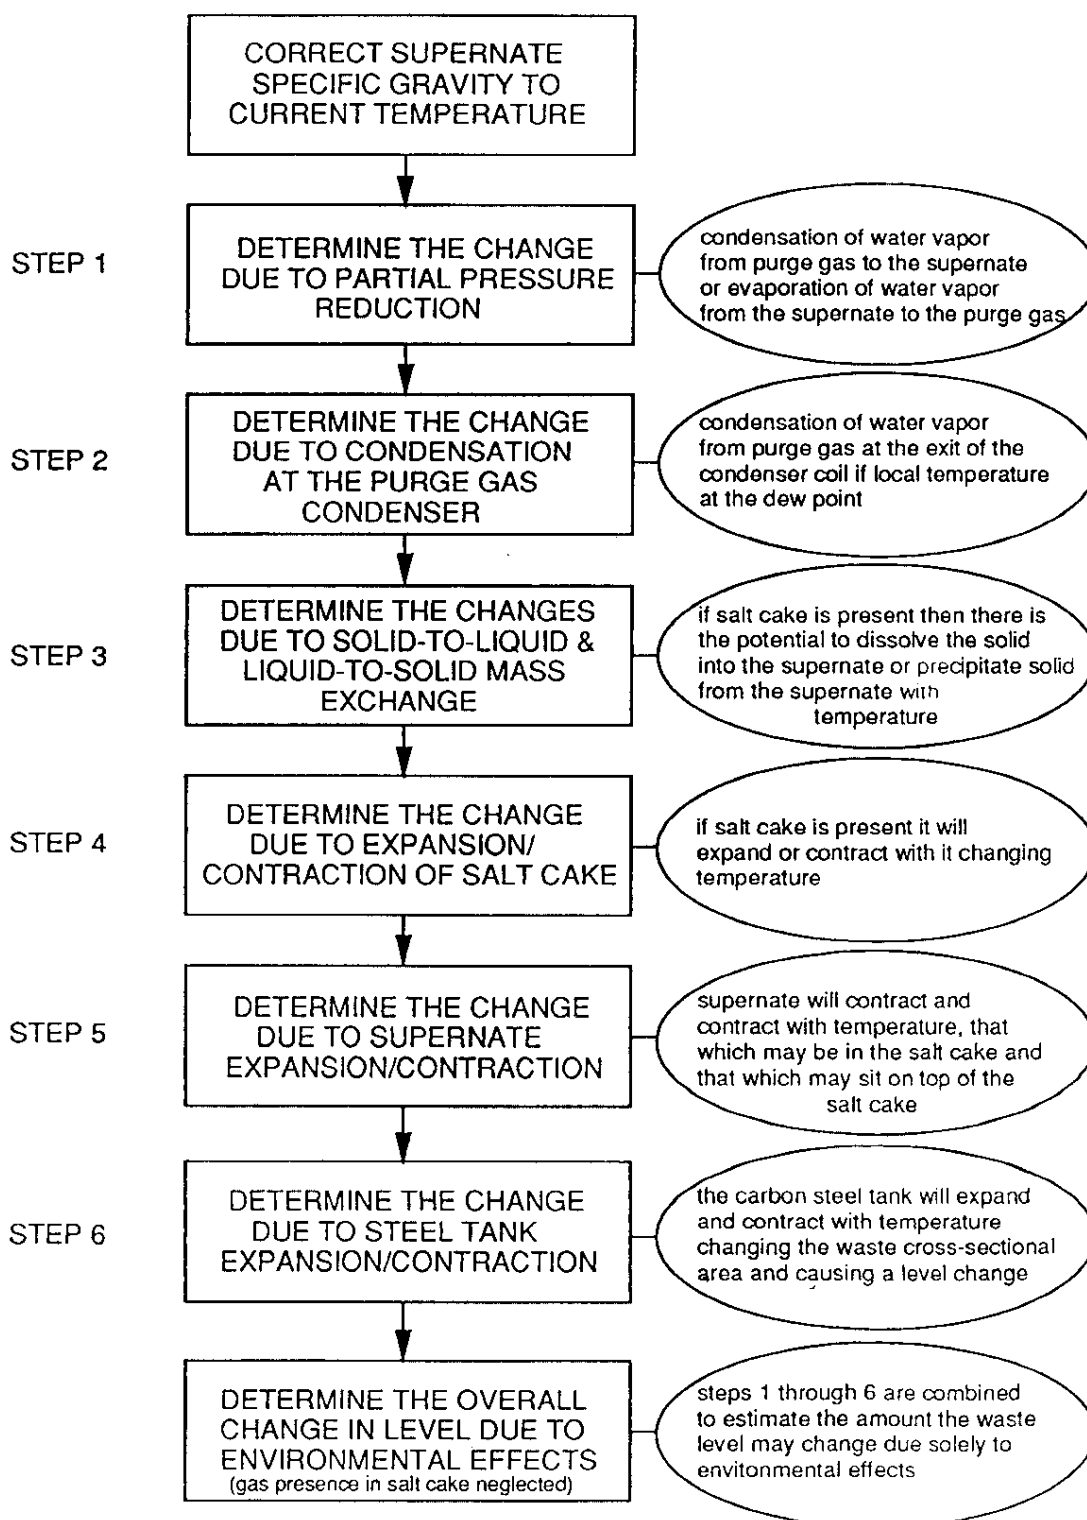 CORRECT SUPERNATE
SPECIFIC GRAVITY TO
CURRENT TEMPERATURE
STEP 1
DETERMINE THE CHANGE
DUE TO PARTIAL PRESSURE
REDUCTION
condensation of water vapor
from purge gas to the supernate
or evaporation of water vapor
from the supernate to the purge gas
STEP 2
DETERMINE THE CHANGE
DUE TO CONDENSATION
AT THE PURGE GAS
CONDENSER
condensation of water vapor
from purge gas at the exit of the
condenser coil if local temperature
at the dew point
STEP 3
DETERMINE THE CHANGES
DUE TO SOLID-TO-LIQUID &
LIQUID-TO-SOLID MASS
EXCHANGE
if salt cake is present then there is
the potential to dissolve the solid
into the supernate or precipitate solid
from the supernate with
temperature
STEP 4
DETERMINE THE CHANGE
DUE TO EXPANSION/
CONTRACTION OF SALT CAKE
if salt cake is present it will
expand or contract with it changing
temperature
STEP 5
DETERMINE THE CHANGE
DUE TO SUPERNATE
EXPANSION/CONTRACTION
supernate will contract and
contract with temperature, that
which may be in the salt cake and
that which may sit on top of the
salt cake
STEP 6
DETERMINE THE CHANGE
DUE TO STEEL TANK
EXPANSION/CONTRACTION
the carbon steel tank will expand
and contract with temperature
changing the waste cross-sectional
area and causing a level change
DETERMINE THE OVERALL
CHANGE IN LEVEL DUE TO
ENVIRONMENTAL EFFECTS
(gas presence in salt cake neglected)
steps 1 through 6 are combined
to estimate the amount the waste
level may change due solely to
envitonmental effects